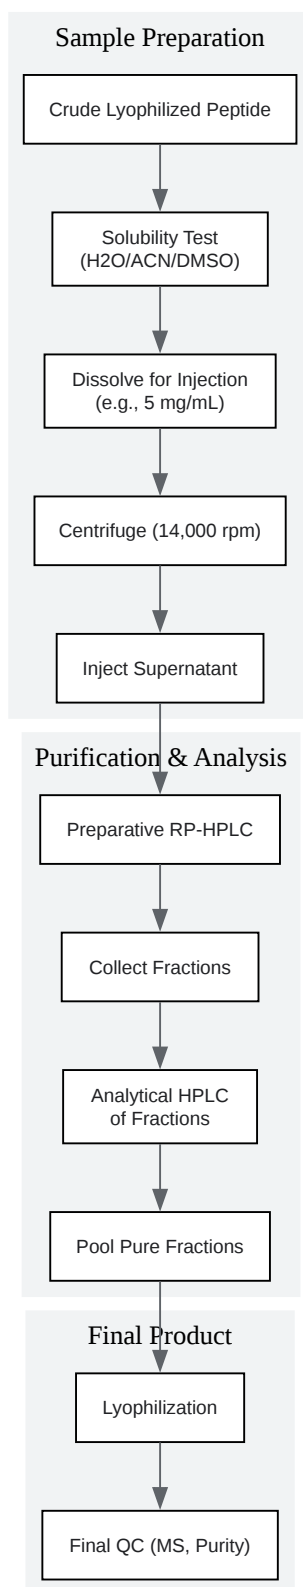 Sample Preparation
Crude Lyophilized Peptide
Solubility Test
(H2O/ACN/DMSO)
Dissolve for Injection
(e.g., 5 mg/mL)
Centrifuge (14,000 rpm)
Inject Supernatant
Purification & Analysis
Preparative RP-HPLC
Collect Fractions
Analytical HPLC
of Fractions
Pool Pure Fractions
Final Product
Lyophilization
Final QC (MS, Purity)